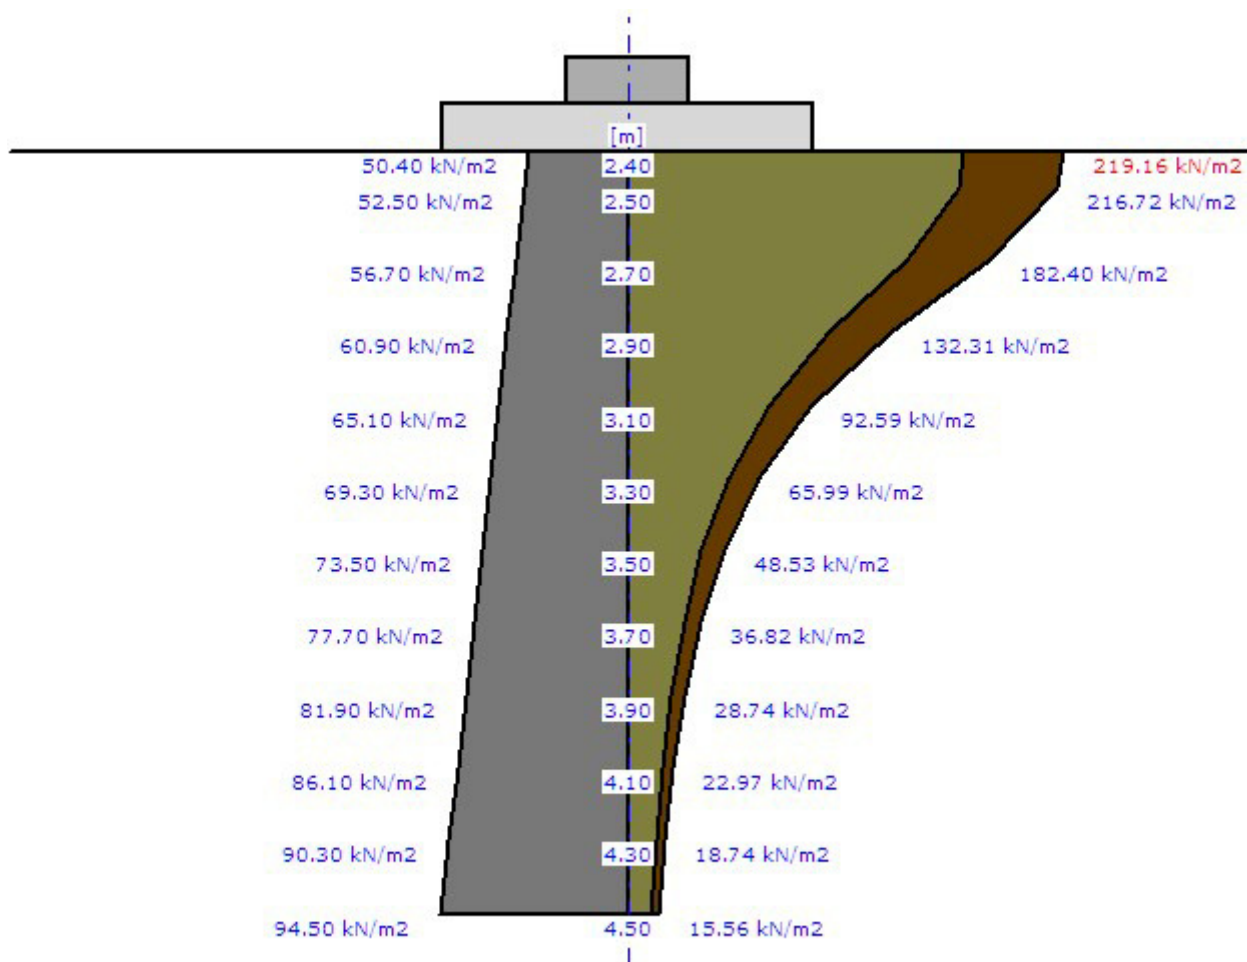 [m]
50.40 kN/m2 2.40 219.16 kN/m2
52.50 kN/m2 2.50 216.72 kN/m2
56.70 kN/m2 2.70 182.40 kN/m2
60.90 kN/m2 2.90 132.31 kN/m2
65.10 kN/m2 3.10 92.59 kN/m2
69.30 kN/m2 3.30 65.99 kN/m2
73.50 kN/m2 3.50 48.53 kN/m2
77.70 kN/m2 3.70 36.82 kN/m2
81.90 kN/m2 3.90 28.74 kN/m2
86.10 kN/m2 4.10 22.97 kN/m2
90.30 kN/m2 4.30 18.74 kN/m2
94.50 kN/m2 4.50 15.56 kN/m2